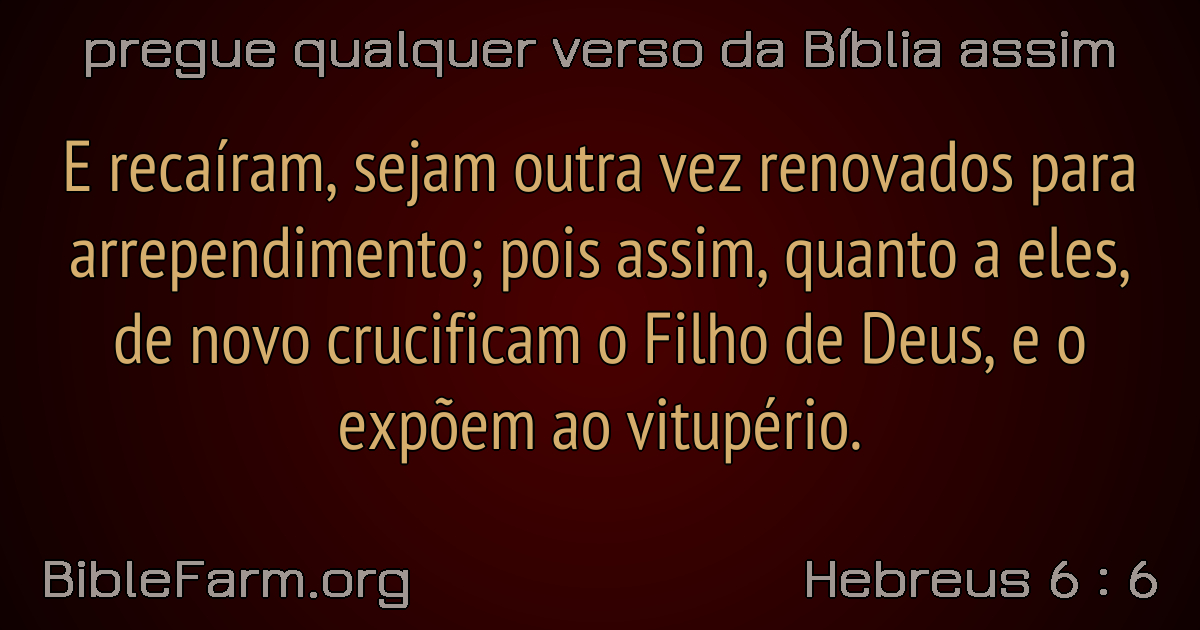 pregue qualquer verso da Bíblia assim
E recaíram, sejam outra vez renovados para
arrependimento; pois assim, quanto a eles,
de novo crucificam o Filho de Deus, e o
expõem ao vitupério.
BibleFarm.org
Hebreus 6 : 6